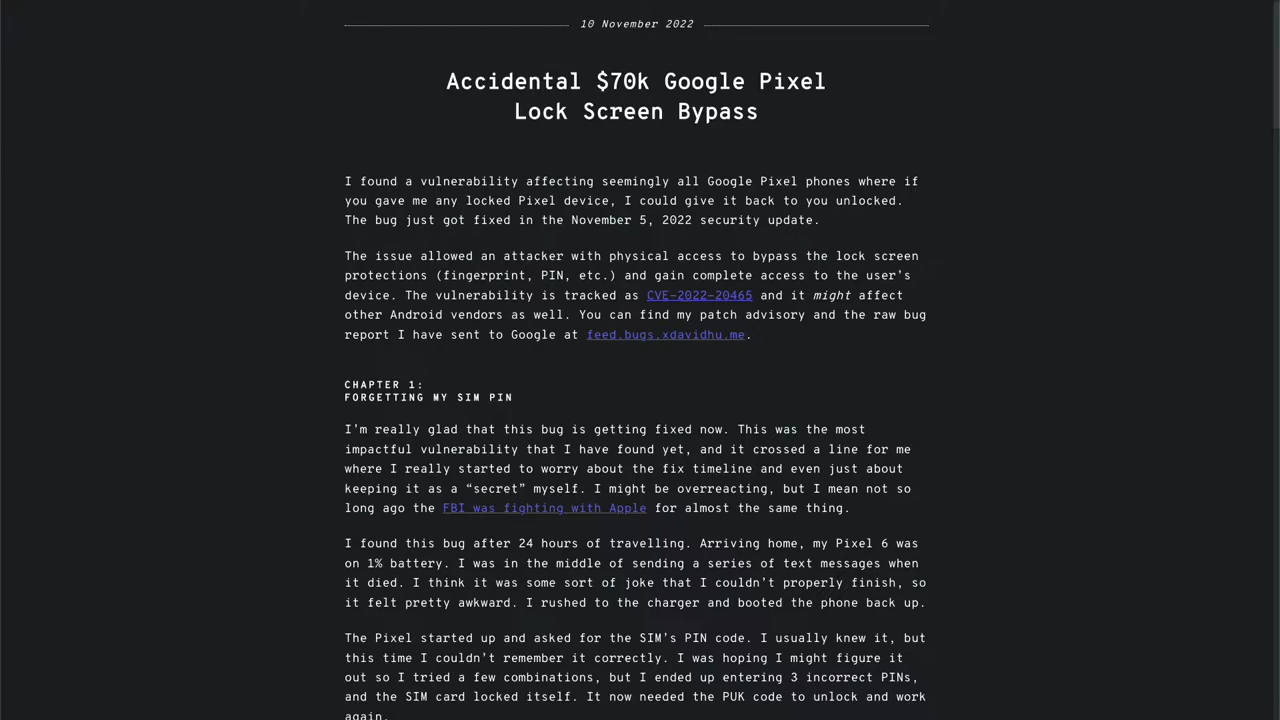 10 November 2022
Accidental $70k Google Pixel
Lock Screen Bypass
I found a vulnerability affecting seemingly all Google Pixel phones where if
you gave me any locked Pixel device, I could give it back to you unlocked.
The bug just got fixed in the November 5, 2022 security update.
The issue allowed an attacker with physical access to bypass the lock screen
protections (fingerprint, PIN, etc.) and gain complete access to the user’s
device. The vulnerability is tracked as CVE-2022-20465 and it might affect
other Android vendors as well. You can find my patch advisory and the raw bug
report I have sent to Google at feed.bugs.xdavidhu.me.
CHAPTER 1:
FORGETTING MY SIM PIN
I’m really glad that this bug is getting fixed now. This was the most
impactful vulnerability that I have found yet, and it crossed a line for me
where I really started to worry about the fix timeline and even just about
keeping it as a “secret” myself. I might be overreacting, but I mean not so
long ago the FBI was fighting with Apple for almost the same thing.
I found this bug after 24 hours of travelling. Arriving home, my Pixel 6 was
on 1% battery. I was in the middle of sending a series of text messages when
it died. I think it was some sort of joke that I couldn’t properly finish, so
it felt pretty awkward. I rushed to the charger and booted the phone back up.
The Pixel started up and asked for the SIM’s PIN code. I usually knew it, but
this time I couldn’t remember it correctly. I was hoping I might figure it
out so I tried a few combinations, but I ended up entering 3 incorrect PINs,
and the SIM card locked itself. It now needed the PUK code to unlock and work
again.